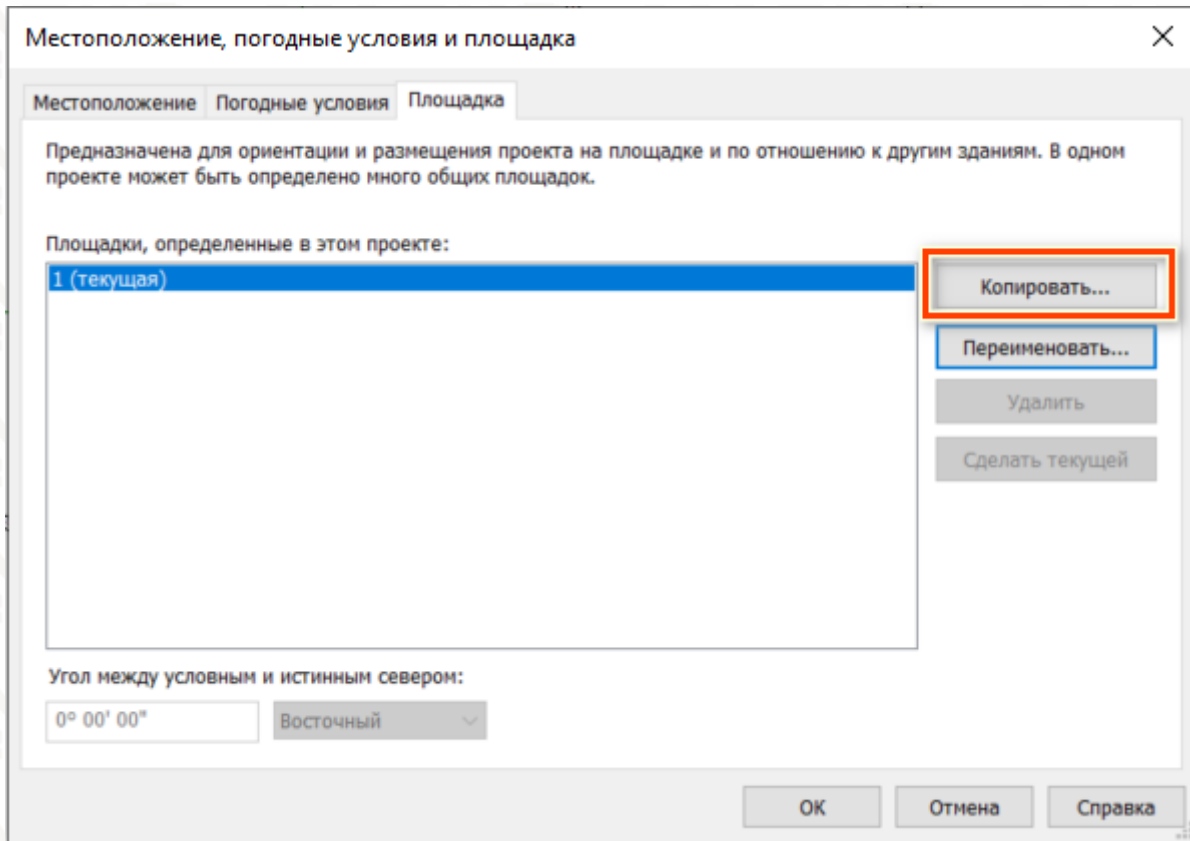 Местоположение, погодные условия и площадка
Местоположение Погодные условия Площадка
Предназначена для ориентации и размещения проекта на площадке и по отношению к другим зданиям. В одном
проекте может быть определено много общих площадок.
Площадки, определенные в этом проекте:
1 (текущая)
Копировать...
Переименовать...
Удалить
Сделать текущей
Угол между условным и истинным севером:
0° 00' 00"
Восточный
ОК Отмена Справка